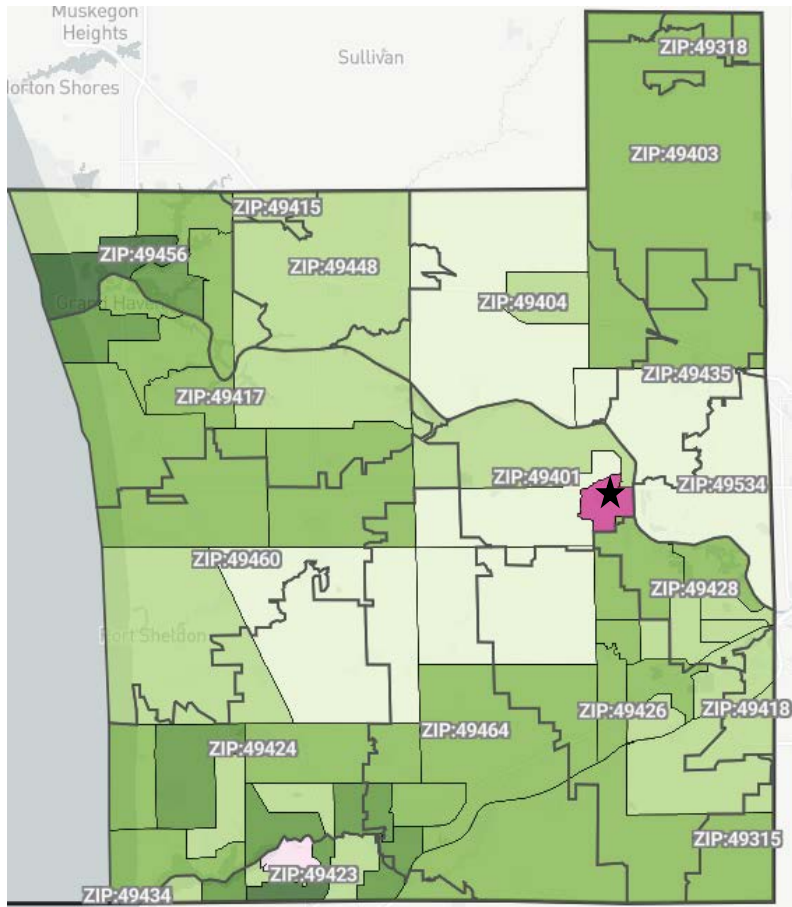 Muskegon
Heights
Sullivan
Norton Shores
ZIP:49318
ZIP:49403
ZIP:49415
ZIP:49456
ZIP:49448
Grand Haven
ZIP:49404
ZIP:49435
ZIP:49417
ZIP:49401
ZIP:49534
ZIP:49460
ZIP:49428
Port Sheldon
ZIP:49426
ZIP:49418
ZIP:49464
ZIP:49424
ZIP:49315
ZIP:49423
ZIP:49434